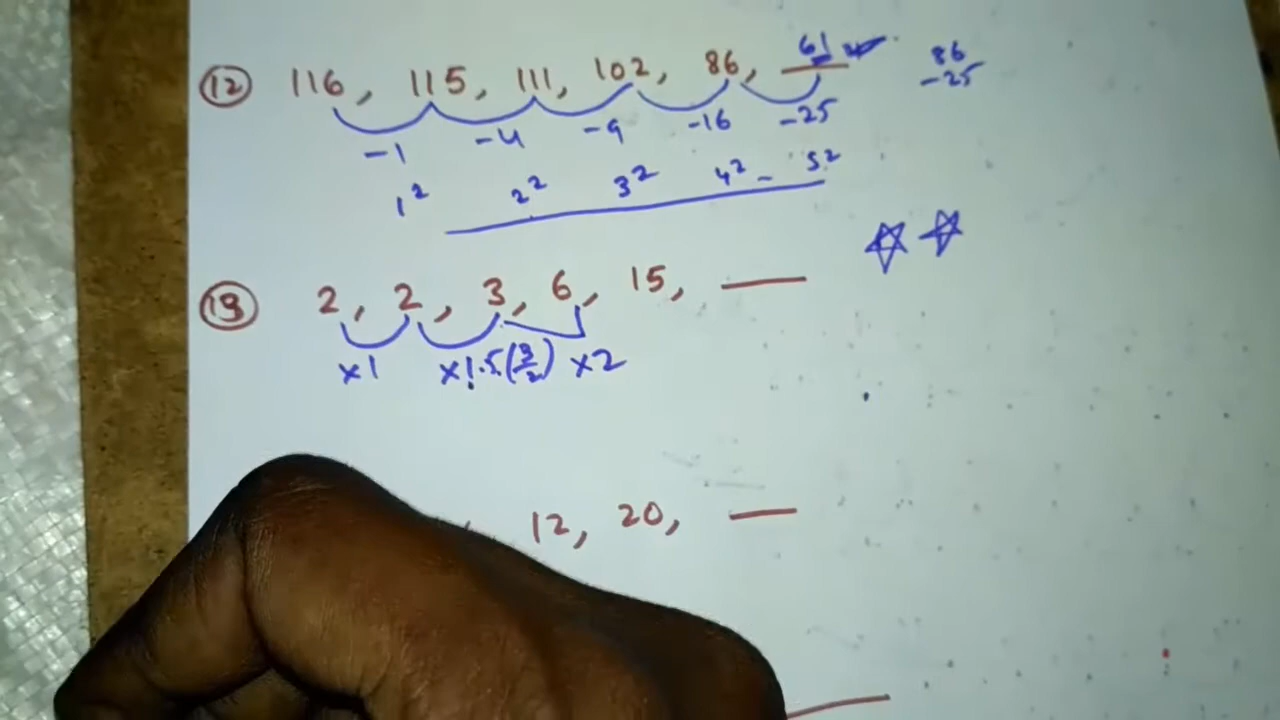 12 116, 115, 111, 102, 86, 61 86
-1 -4 -9 -16 -25 -25
1² 2² 3² 4² - 5²
13 2, 2, 3, 6, 15,
×1 ×1.5 (3/2) ×2
12, 20,